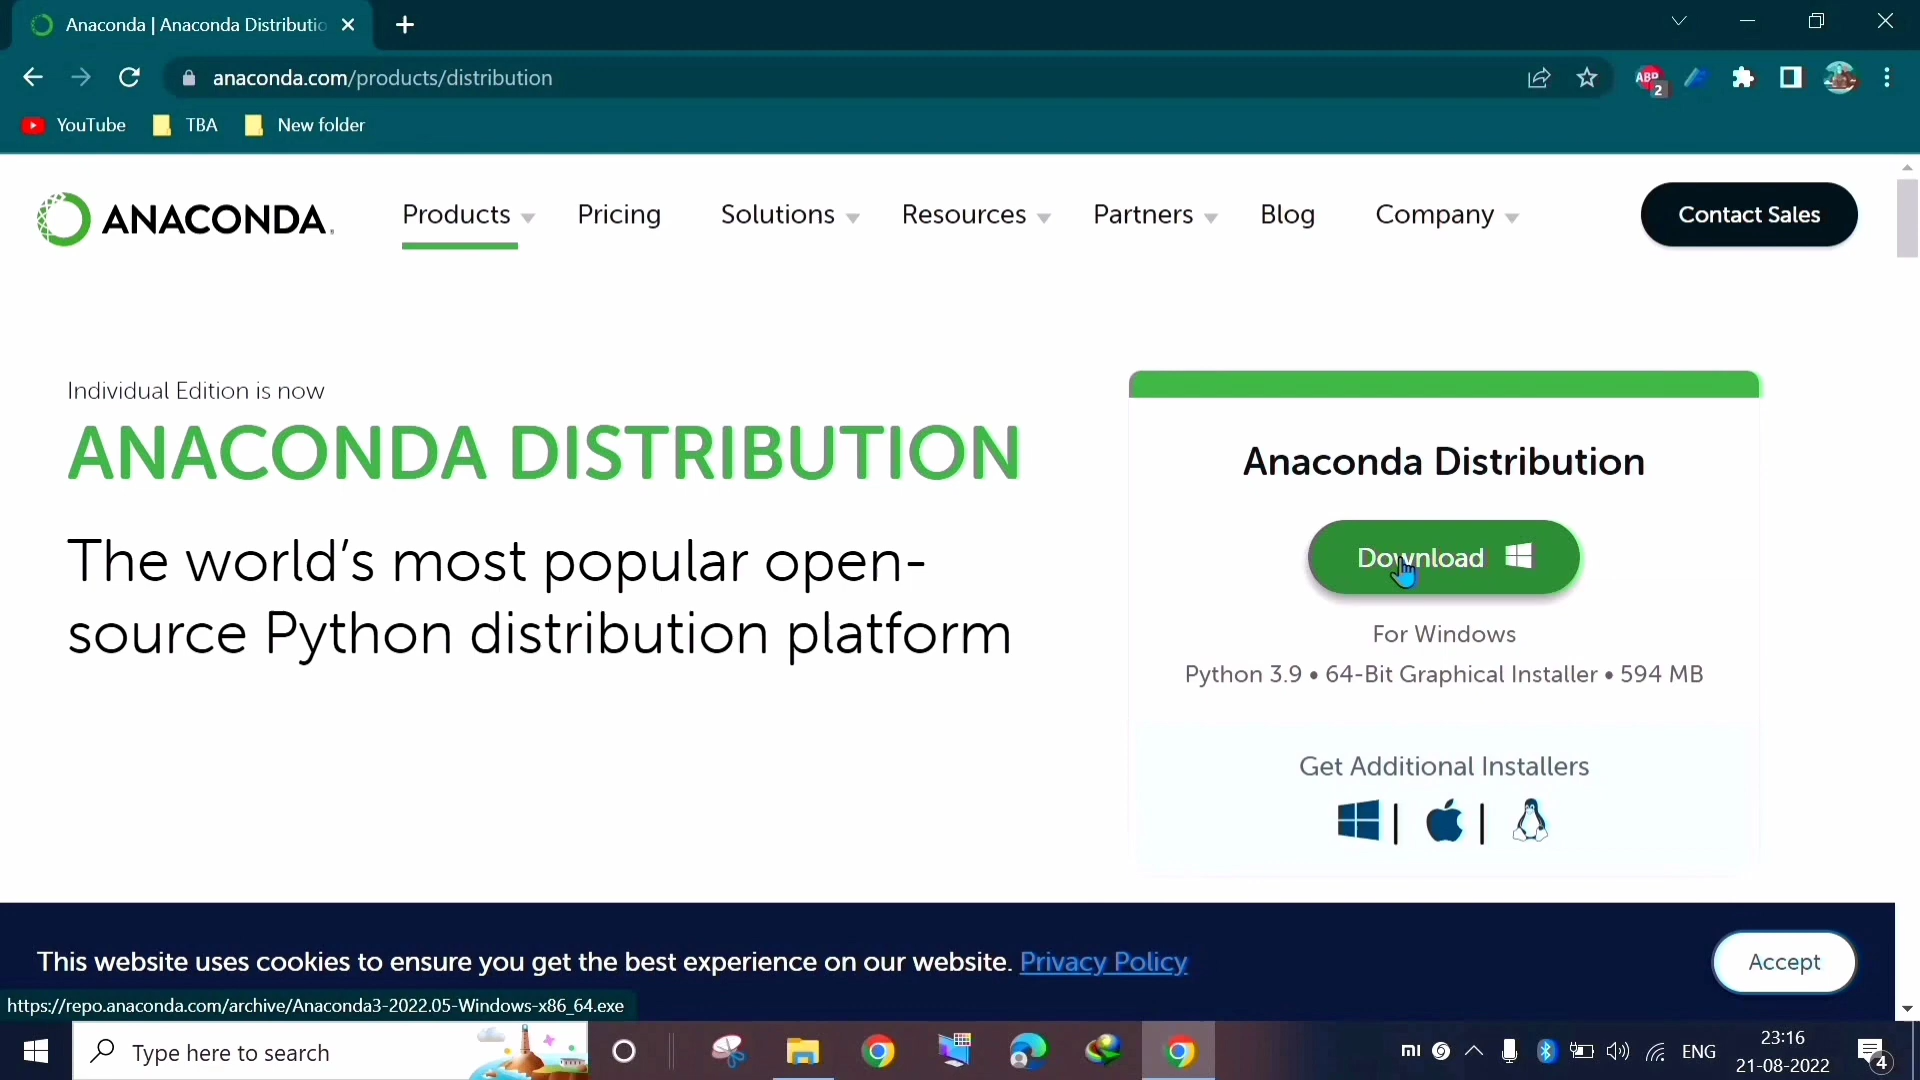 Anaconda | Anaconda Distributio
anaconda.com/products/distribution
ABP
2
YouTube
TBA
New folder
ANACONDA.
Products
Pricing
Solutions
Resources
Partners
Blog
Company
Contact Sales
Individual Edition is now
ANACONDA DISTRIBUTION
The world's most popular open-
source Python distribution platform
Anaconda Distribution
Download
For Windows
Python 3.9 • 64-Bit Graphical Installer • 594 MB
Get Additional Installers
This website uses cookies to ensure you get the best experience on our website. Privacy Policy
Accept
https://repo.anaconda.com/archive/Anaconda3-2022.05-Windows-x86_64.exe
Type here to search
mi
ENG
23:16
21-08-2022
4